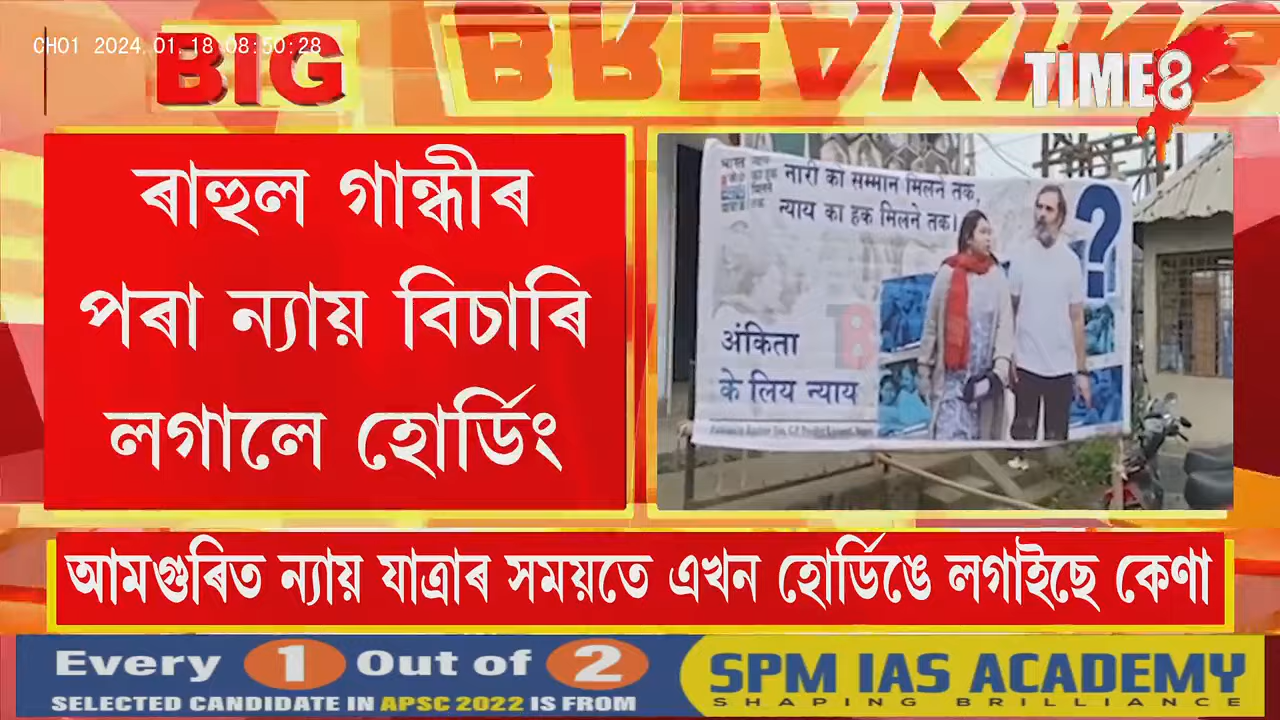 CH01 2024.01.18 08:50:28
BIG
BREAKING
TIME8
ৰাহুল গান্ধীৰ
পৰা ন্যায় বিচাৰি
লগালে হোৰ্ডিং
नारी को सम्मान मिलने तक,
न्याय का हक मिलने तक।
?
अंकिता
के लिय न्याय
আমগুৰিত ন্যায় যাত্ৰাৰ সময়তে এখন হোৰ্ডিঙে লগাইছে কেণা
Every 1 Out of 2
SELECTED CANDIDATE IN APSC 2022 IS FROM
SPM IAS ACADEMY
SHAPING BRILLIANCE